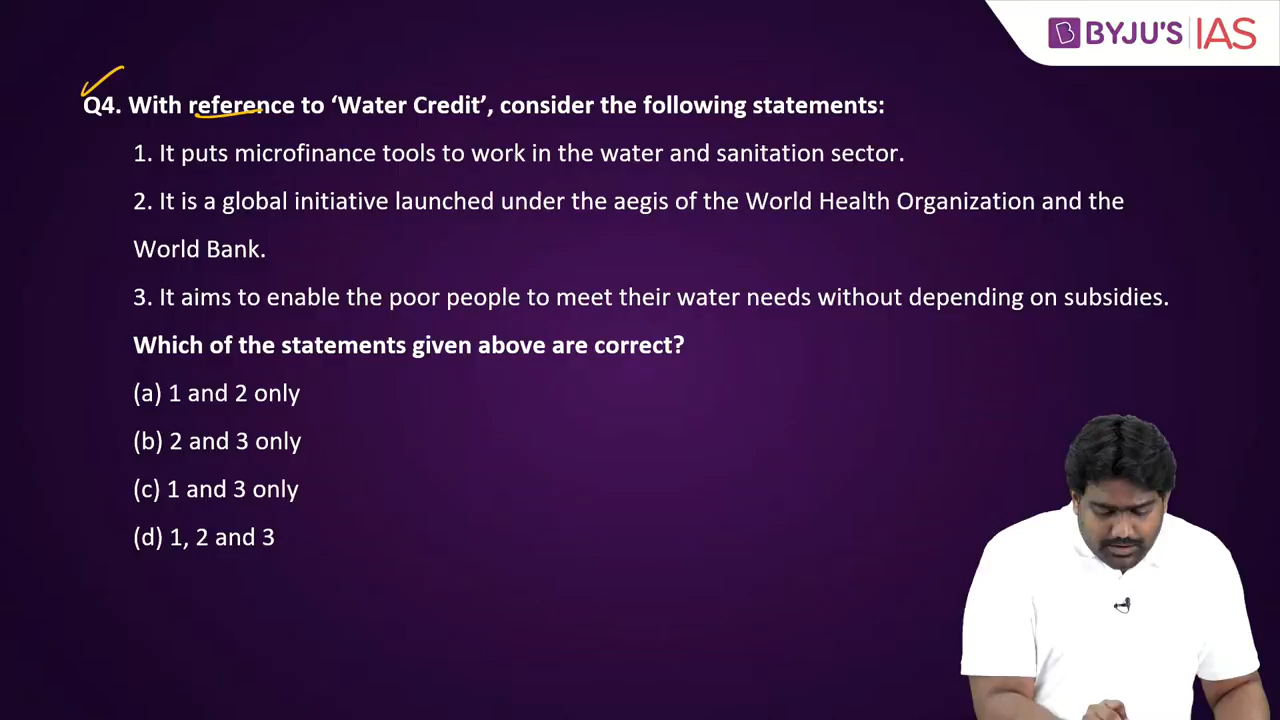 BYJU'S IAS
Q4. With reference to ‘Water Credit’, consider the following statements:
1. It puts microfinance tools to work in the water and sanitation sector.
2. It is a global initiative launched under the aegis of the World Health Organization and the
World Bank.
3. It aims to enable the poor people to meet their water needs without depending on subsidies.
Which of the statements given above are correct?
(a) 1 and 2 only
(b) 2 and 3 only
(c) 1 and 3 only
(d) 1, 2 and 3